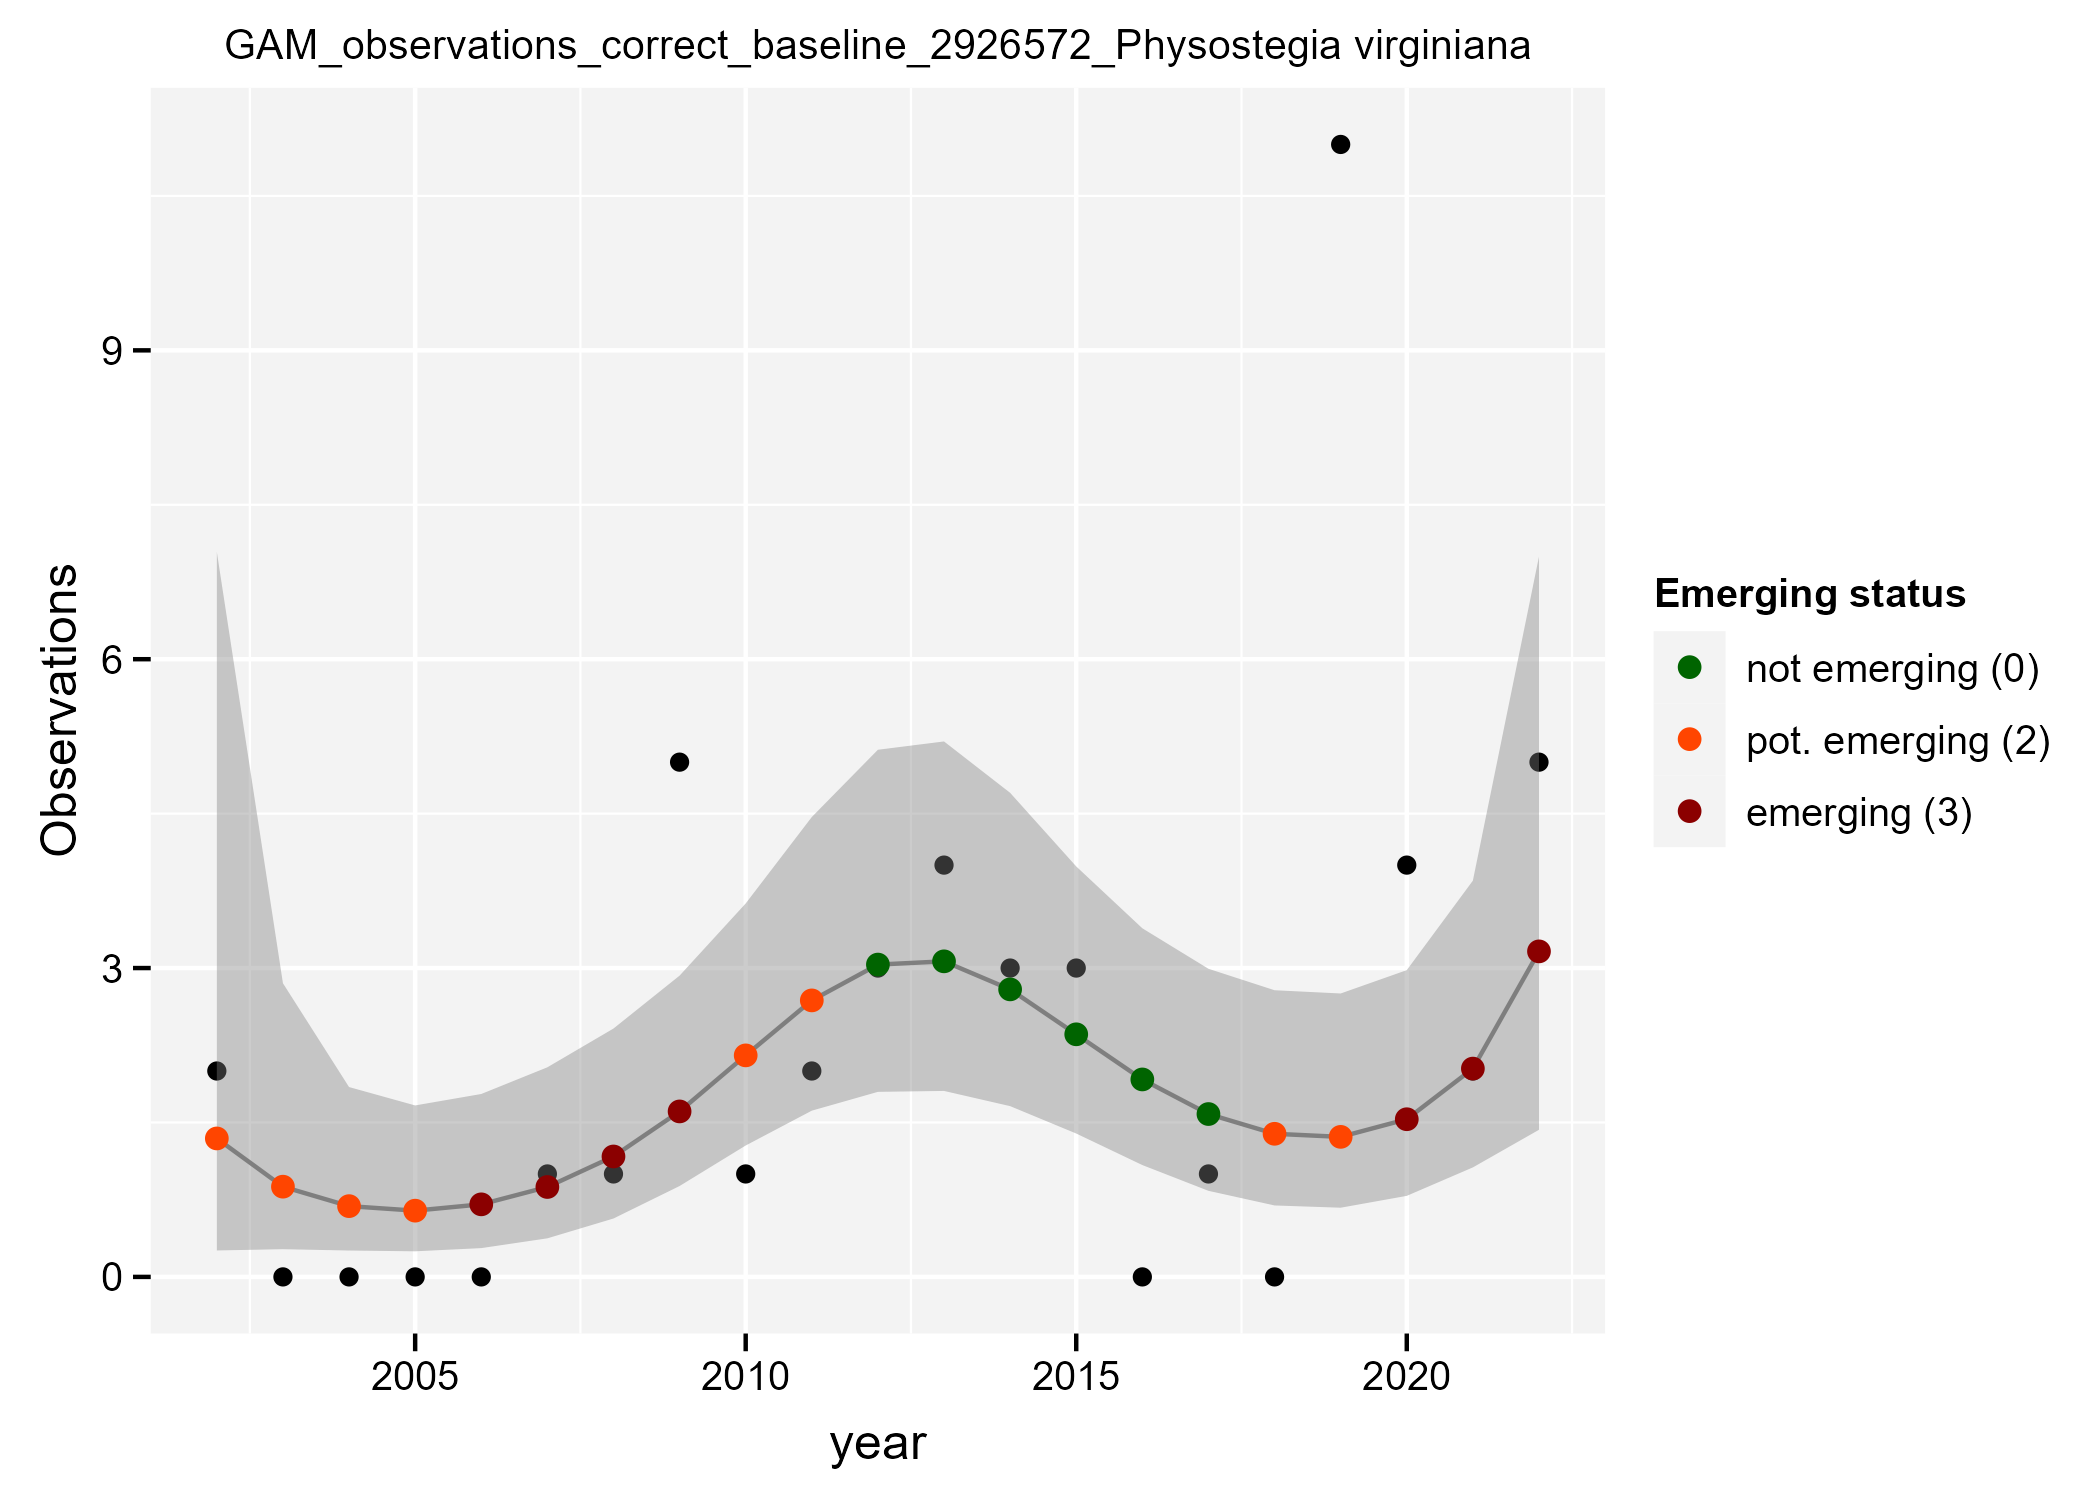 GAM_observations_correct_baseline_2926572_Physostegia virginiana
Observations
9
6
3
0
2005
2010
2015
2020
year
Emerging status
not emerging (0)
pot. emerging (2)
emerging (3)